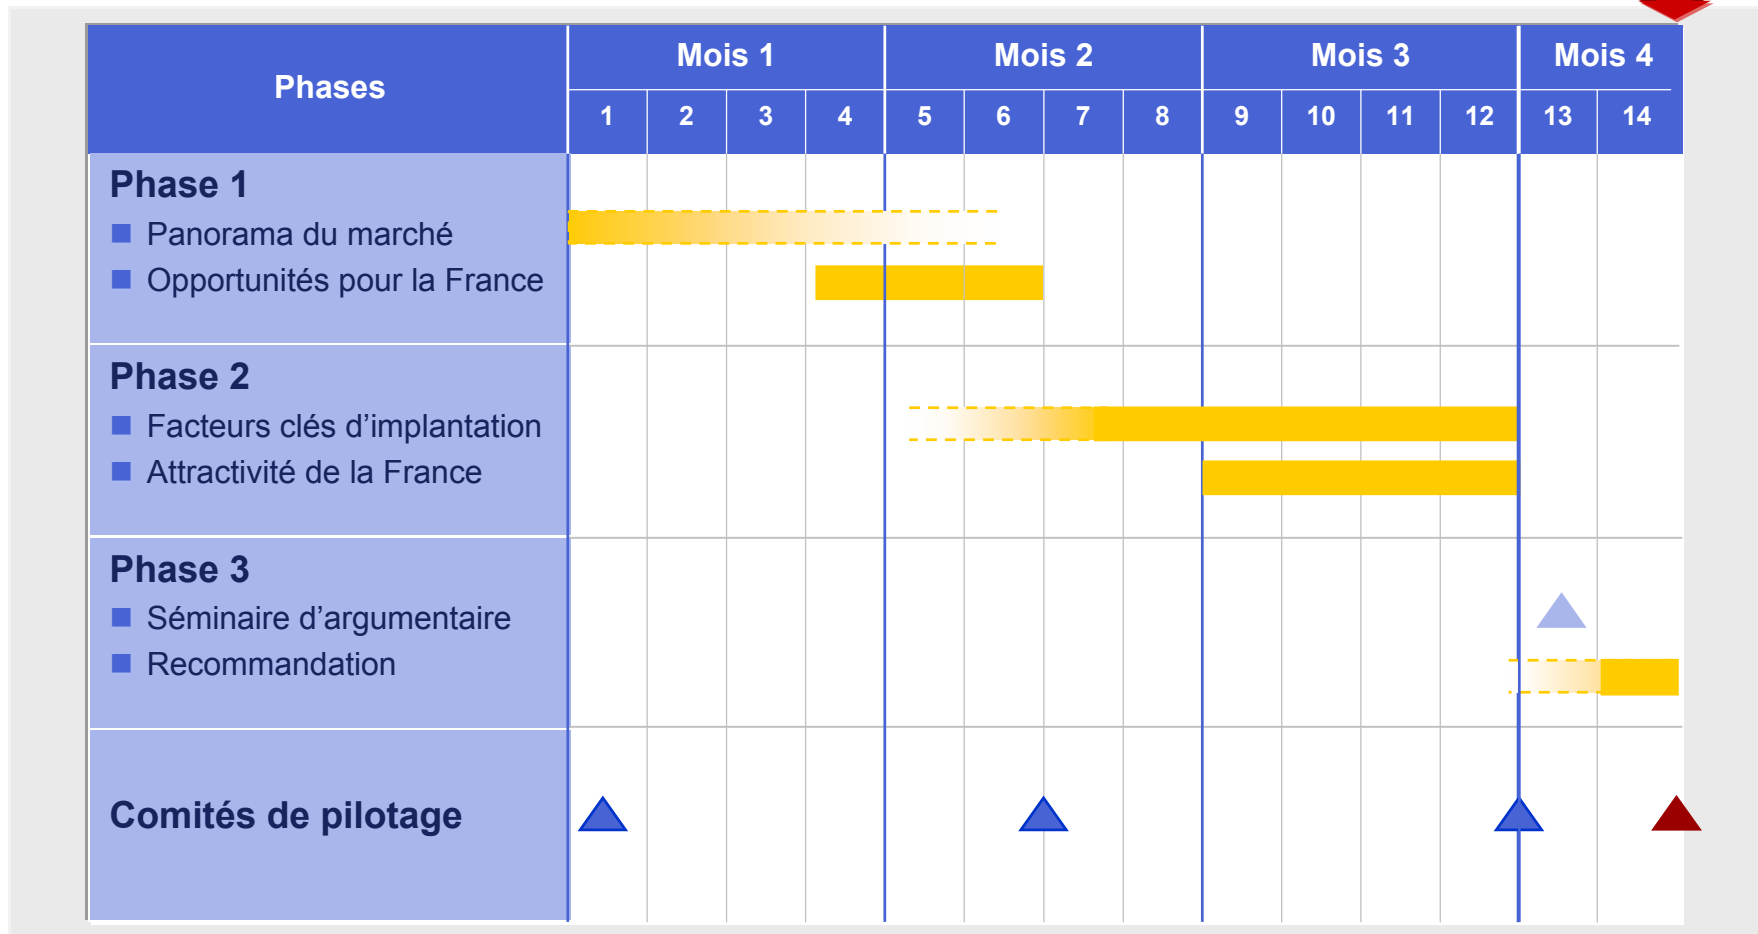 Phases
Mois 1 Mois 2 Mois 3 Mois 4
1 2 3 4 5 6 7 8 9 10 11 12 13 14
Phase 1
Panorama du marché
Opportunités pour la France
Phase 2
Facteurs clés d’implantation
Attractivité de la France
Phase 3
Séminaire d’argumentaire
Recommandation
Comités de pilotage